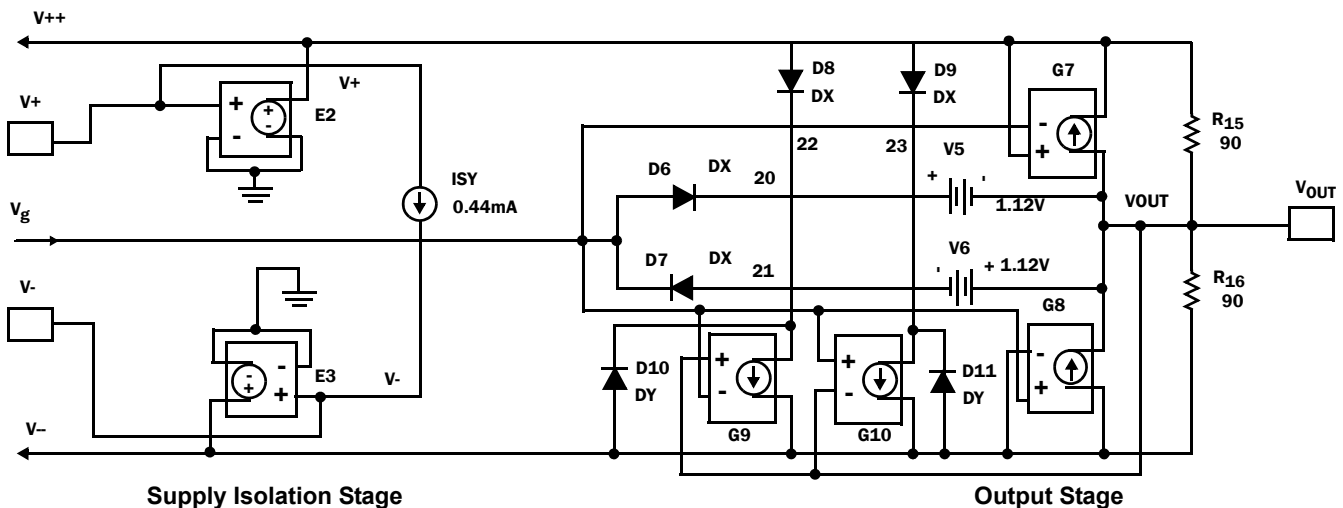 V++
V+
V+
+
-
+
-
E2
Vg
ISY
0.44mA
V-
-
+
-
+
E3
V-
V--
D8
DX
D9
DX
G7
-
+
R15
90
22
23
D6
DX
20
V5
+
-
1.12V
VOUT
VOUT
D7
DX
21
V6
-
+ 1.12V
R16
90
G8
-
+
D10
DY
+
-
G9
+
-
G10
D11
DY
Supply Isolation Stage
Output Stage